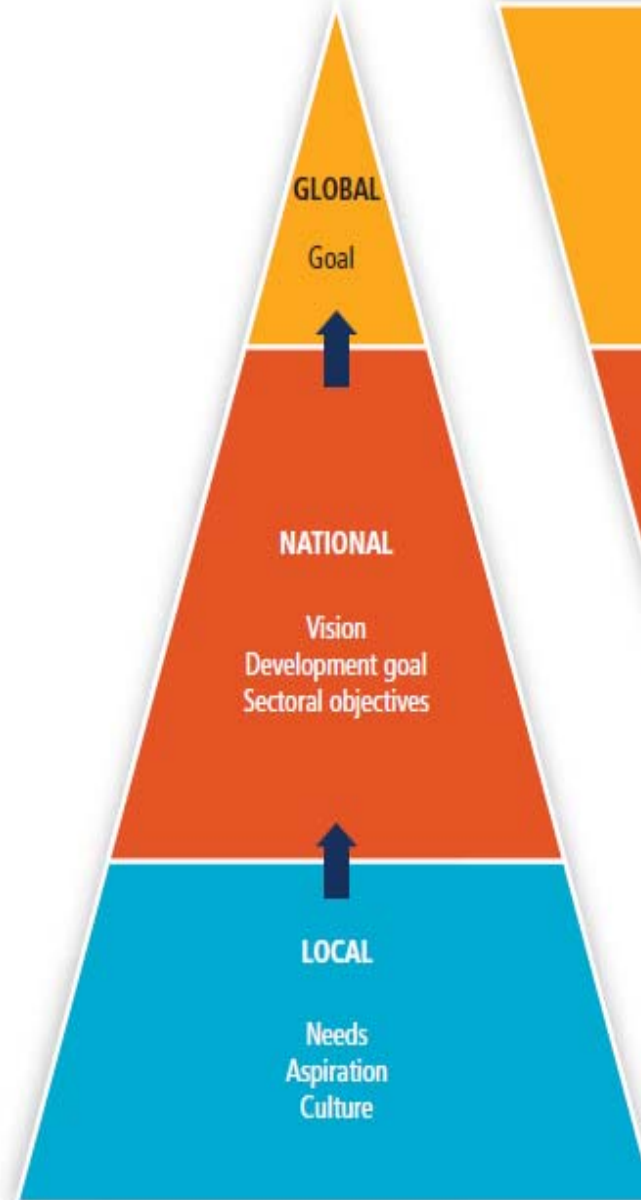 GLOBAL
Goal
NATIONAL
Vision
Development goal
Sectoral objectives
LOCAL
Needs
Aspiration
Culture